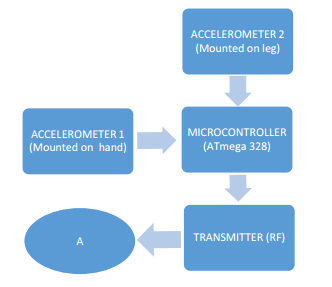 ACCELEROMETER 2
(Mounted on leg)
ACCELEROMETER 1
(Mounted on hand)
MICROCONTROLLER
(ATmega 328)
A
TRANSMITTER (RF)